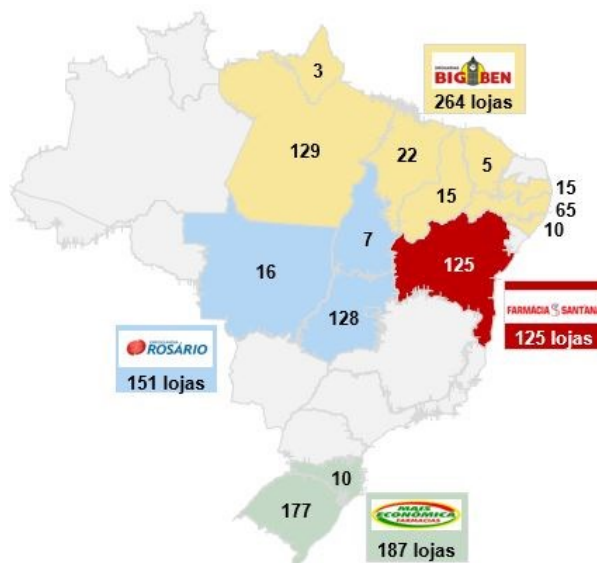 3
DROGARIAS
BIG BEN
264 lojas
129
22
5
15
15
65
10
7
16
125
128
FARMÁCIA SANTANA
125 lojas
ROSÁRIO
151 lojas
10
177
MAIS
ECONÔMICA
FARMÁCIAS
187 lojas